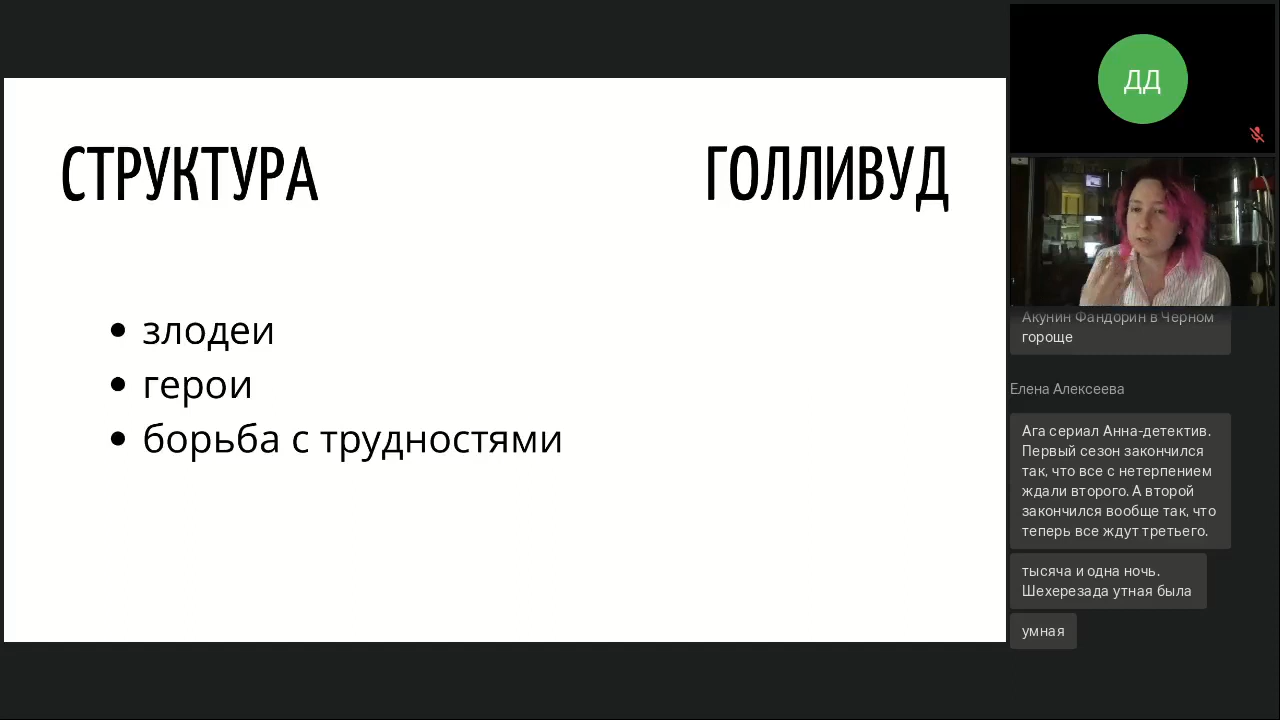 СТРУКТУРА
ГОЛЛИВУД
злодеи
герои
борьба с трудностями
ДД
Акунин Фандорин в Черном
гороще
Елена Алексеева
Ага сериал Анна-детектив.
Первый сезон закончился
так, что все с нетерпением
ждали второго. А второй
закончился вообще так, что
теперь все ждут третьего.
тысяча и одна ночь.
Шехерезада утная была
умная